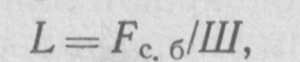 L = Fс. б/Ш,